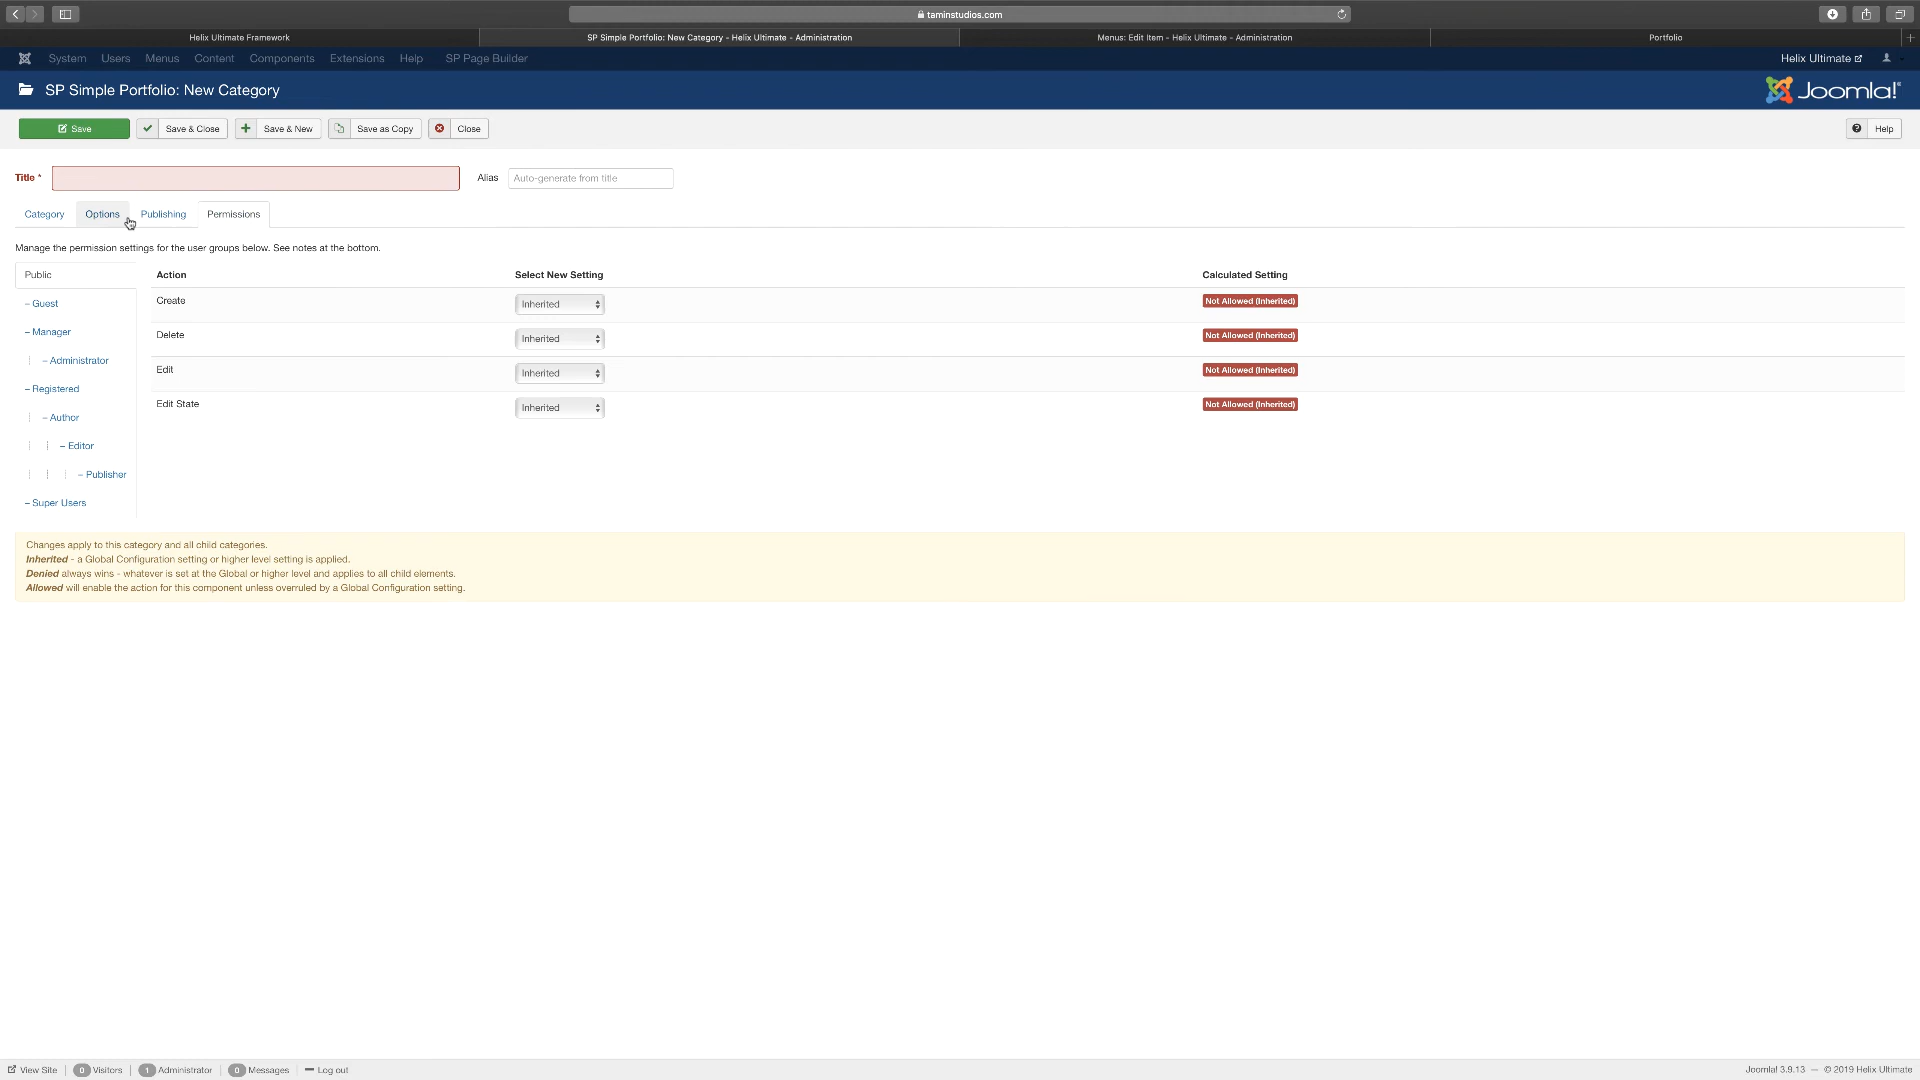 taminstudios.com
Helix Ultimate Framework
SP Simple Portfolio: New Category - Helix Ultimate - Administration
Menus: Edit Item - Helix Ultimate - Administration
Portfolio
System Users Menus Content Components Extensions Help SP Page Builder
Helix Ultimate
SP Simple Portfolio: New Category
Joomla!®
Save
Save & Close
Save & New
Save as Copy
Close
Help
Title *
Alias Auto-generate from title
Category Options Publishing Permissions
Manage the permission settings for the user groups below. See notes at the bottom.
Public
– Guest
– Manager
– Administrator
– Registered
– Author
– Editor
– Publisher
– Super Users
Action Select New Setting Calculated Setting
Create Inherited Not Allowed (Inherited)
Delete Inherited Not Allowed (Inherited)
Edit Inherited Not Allowed (Inherited)
Edit State Inherited Not Allowed (Inherited)
Changes apply to this category and all child categories.
Inherited - a Global Configuration setting or higher level setting is applied.
Denied always wins - whatever is set at the Global or higher level and applies to all child elements.
Allowed will enable the action for this component unless overruled by a Global Configuration setting.
View Site 0 Visitors 1 Administrator 0 Messages Log out
Joomla! 3.9.13 — © 2019 Helix Ultimate